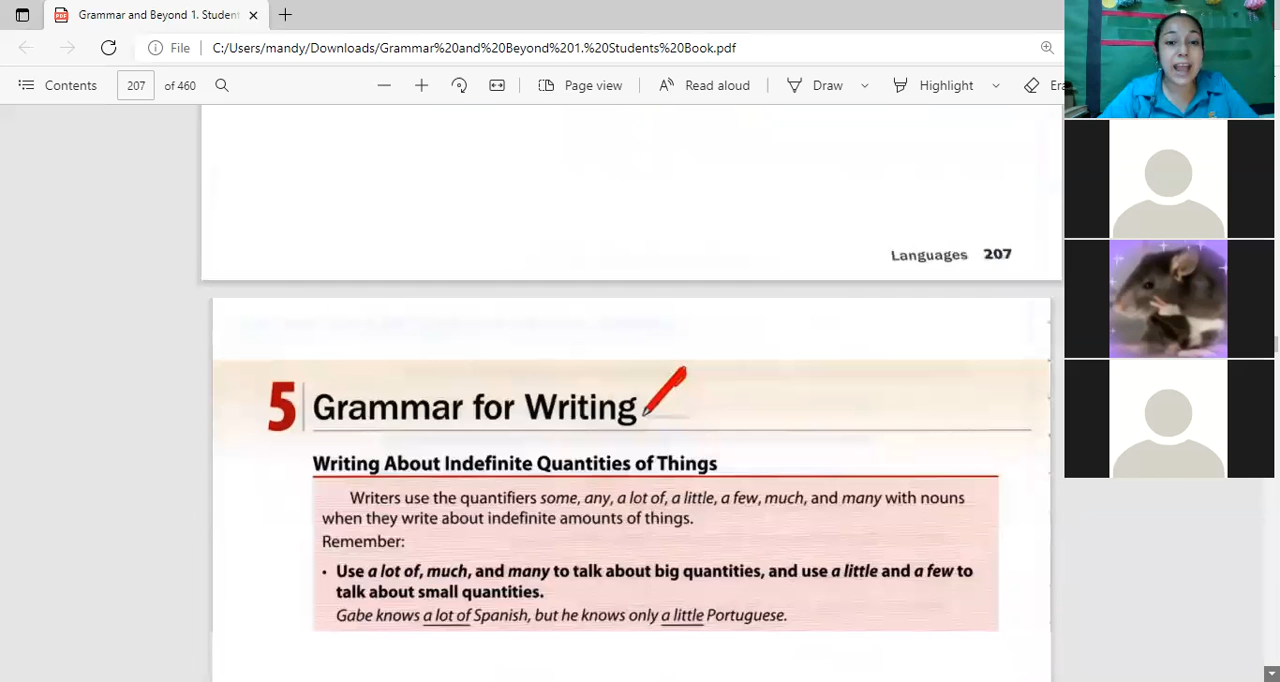 Grammar and Beyond 1. Student
File C:/Users/mandy/Downloads/Grammar%20and%20Beyond%201.%20Students%20Book.pdf
Contents 207 of 460 Page view Read aloud Draw Highlight Era
Languages 207
5 Grammar for Writing
Writing About Indefinite Quantities of Things
Writers use the quantifiers some, any, a lot of, a little, a few, much, and many with nouns
when they write about indefinite amounts of things.
Remember:
• Use a lot of, much, and many to talk about big quantities, and use a little and a few to
talk about small quantities.
Gabe knows a lot of Spanish, but he knows only a little Portuguese.